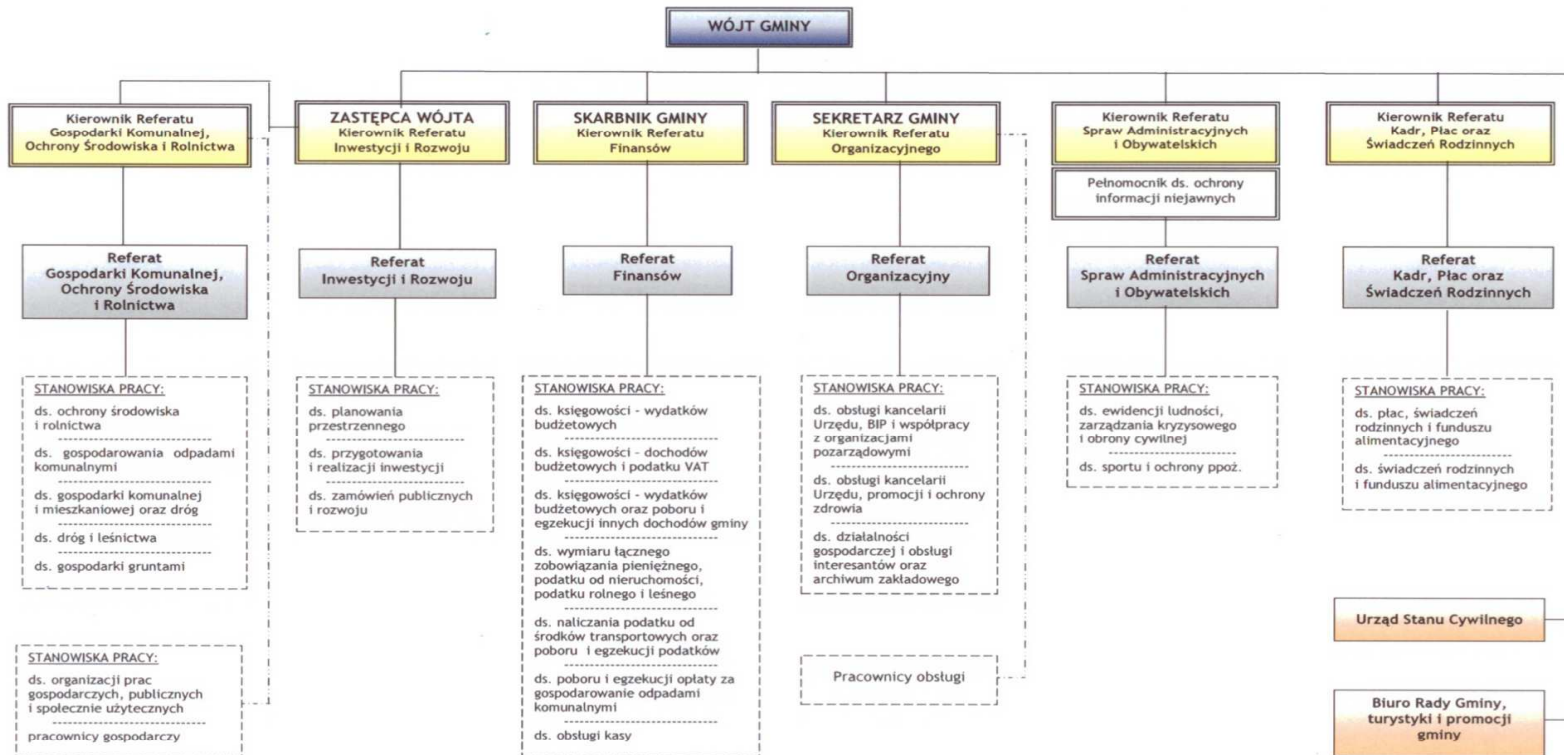 WÓJT GMINY
Kierownik Referatu
Gospodarki Komunalnej,
Ochrony Środowiska i Rolnictwa
ZASTĘPCA WÓJTA
Kierownik Referatu
Inwestycji i Rozwoju
SKARBNIK GMINY
Kierownik Referatu
Finansów
SEKRETARZ GMINY
Kierownik Referatu
Organizacyjnego
Kierownik Referatu
Spraw Administracyjnych
i Obywatelskich
Kierownik Referatu
Kadr, Płac oraz
Świadczeń Rodzinnych
Pełnomocnik ds. ochrony
informacji niejawnych
Referat
Gospodarki Komunalnej,
Ochrony Środowiska
i Rolnictwa
Referat
Inwestycji i Rozwoju
Referat
Finansów
Referat
Organizacyjny
Referat
Spraw Administracyjnych
i Obywatelskich
Referat
Kadr, Płac oraz
Świadczeń Rodzinnych
STANOWISKA PRACY:
ds. ochrony środowiska
i rolnictwa
ds. gospodarowania odpadami
komunalnymi
ds. gospodarki komunalnej
i mieszkaniowej oraz dróg
ds. dróg i leśnictwa
ds. gospodarki gruntami
STANOWISKA PRACY:
ds. planowania
przestrzennego
ds. przygotowania
i realizacji inwestycji
ds. zamówień publicznych
i rozwoju
STANOWISKA PRACY:
ds. księgowości - wydatków
budżetowych
ds. księgowości - dochodów
budżetowych i podatku VAT
ds. księgowości - wydatków
budżetowych oraz poboru i
egzekucji innych dochodów gminy
ds. wymiaru łącznego
zobowiązania pieniężnego,
podatku od nieruchomości,
podatku rolnego i leśnego
ds. naliczania podatku od
środków transportowych oraz
poboru i egzekucji podatków
ds. poboru i egzekucji opłaty za
gospodarowanie odpadami
komunalnymi
ds. obsługi kasy
STANOWISKA PRACY:
ds. obsługi kancelarii
Urzędu, BIP i współpracy
z organizacjami
pozarządowymi
ds. obsługi kancelarii
Urzędu, promocji i ochrony
zdrowia
ds. działalności
gospodarczej i obsługi
interesantów oraz
archiwum zakładowego
STANOWISKA PRACY:
ds. ewidencji ludności,
zarządzania kryzysowego
i obrony cywilnej
ds. sportu i ochrony ppoż.
STANOWISKA PRACY:
ds. płac, świadczeń
rodzinnych i funduszu
alimentacyjnego
ds. świadczeń rodzinnych
i funduszu alimentacyjnego
STANOWISKA PRACY:
ds. organizacji prac
gospodarczych, publicznych
i społecznie użytecznych
pracownicy gospodarczy
Pracownicy obsługi
Urząd Stanu Cywilnego
Biuro Rady Gminy,
turystyki i promocji
gminy